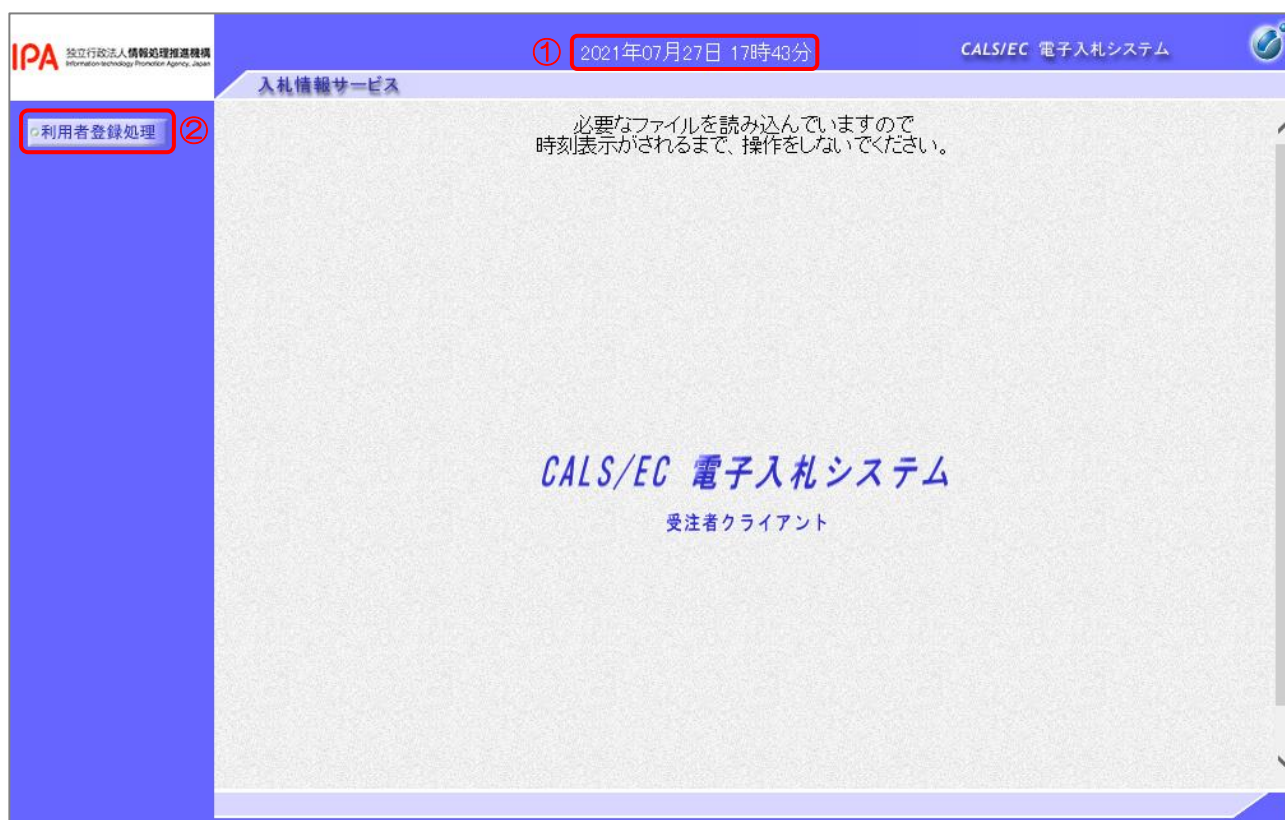 IPA 独立行政法人情報処理推進機構
Information-technology Promotion Agency, Japan
① 2021年07月27日 17時43分
CALS/EC 電子入札システム
入札情報サービス
利用者登録処理 ②
必要なファイルを読み込んでいますので
時刻表示がされるまで、操作をしないでください。
CALS/EC 電子入札システム
受注者クライアント